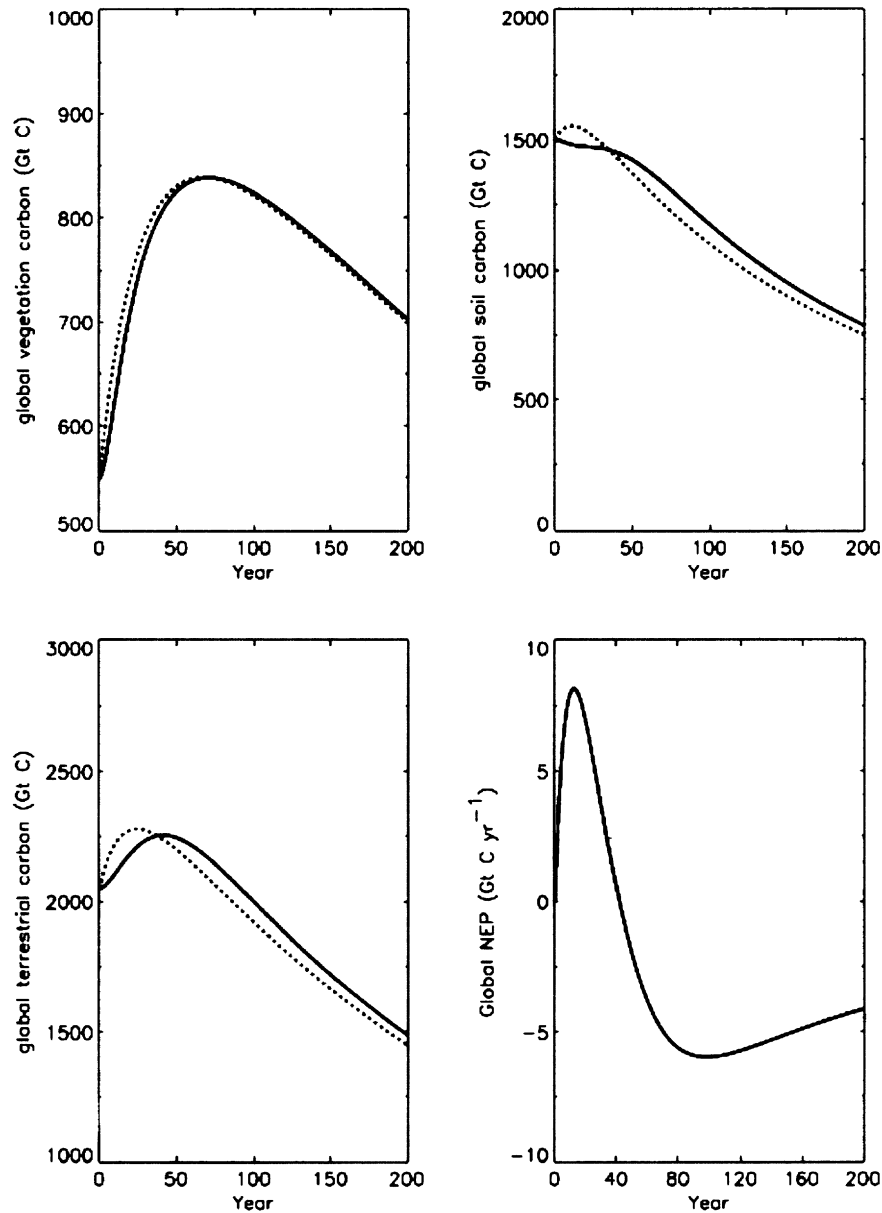 global vegetation carbon (Gt C)
1000
900
800
700
600
500
0 50 100 150 200
Year
global soil carbon (Gt C)
2000
1500
1000
500
0
0 50 100 150 200
Year
global terrestrial carbon (Gt C)
3000
2500
2000
1500
1000
0 50 100 150 200
Year
Global NEP (Gt C yr⁻¹)
10
5
0
-5
-10
0 40 80 120 160 200
Year